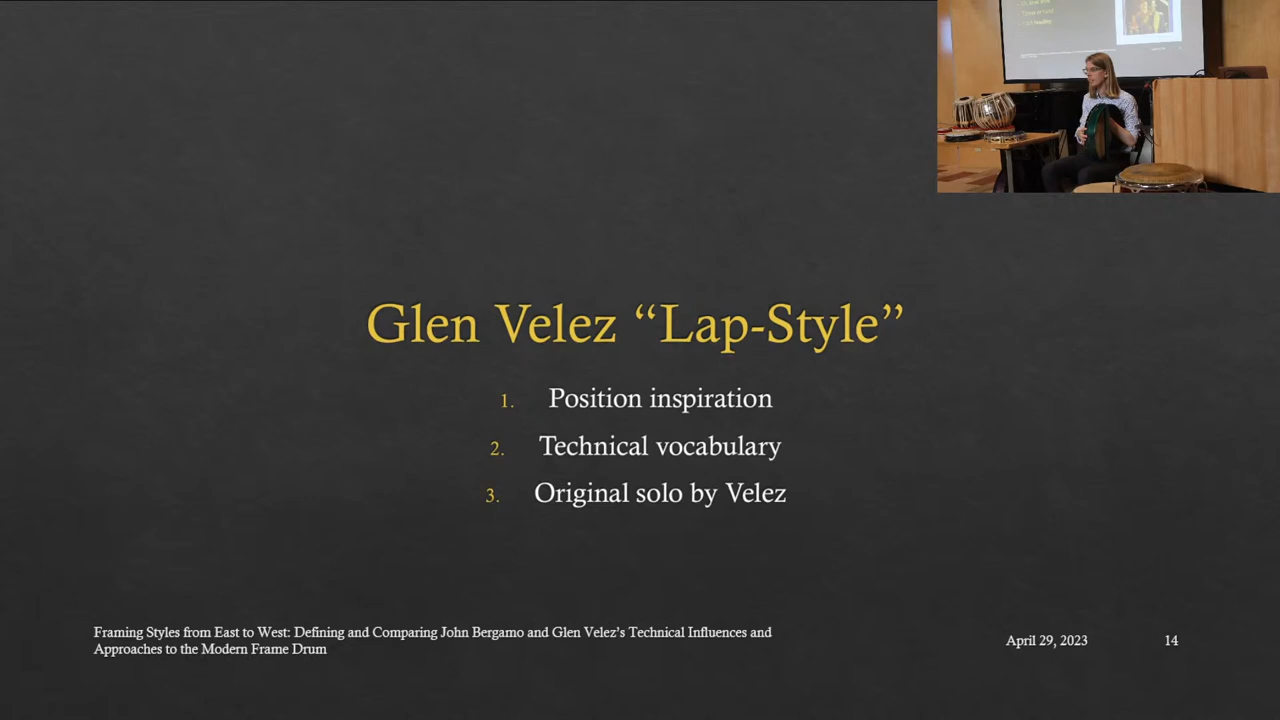 Glen Velez “Lap-Style”
1. Position inspiration
2. Technical vocabulary
3. Original solo by Velez
Framing Styles from East to West: Defining and Comparing John Bergamo and Glen Velez’s Technical Influences and
Approaches to the Modern Frame Drum
April 29, 2023
14